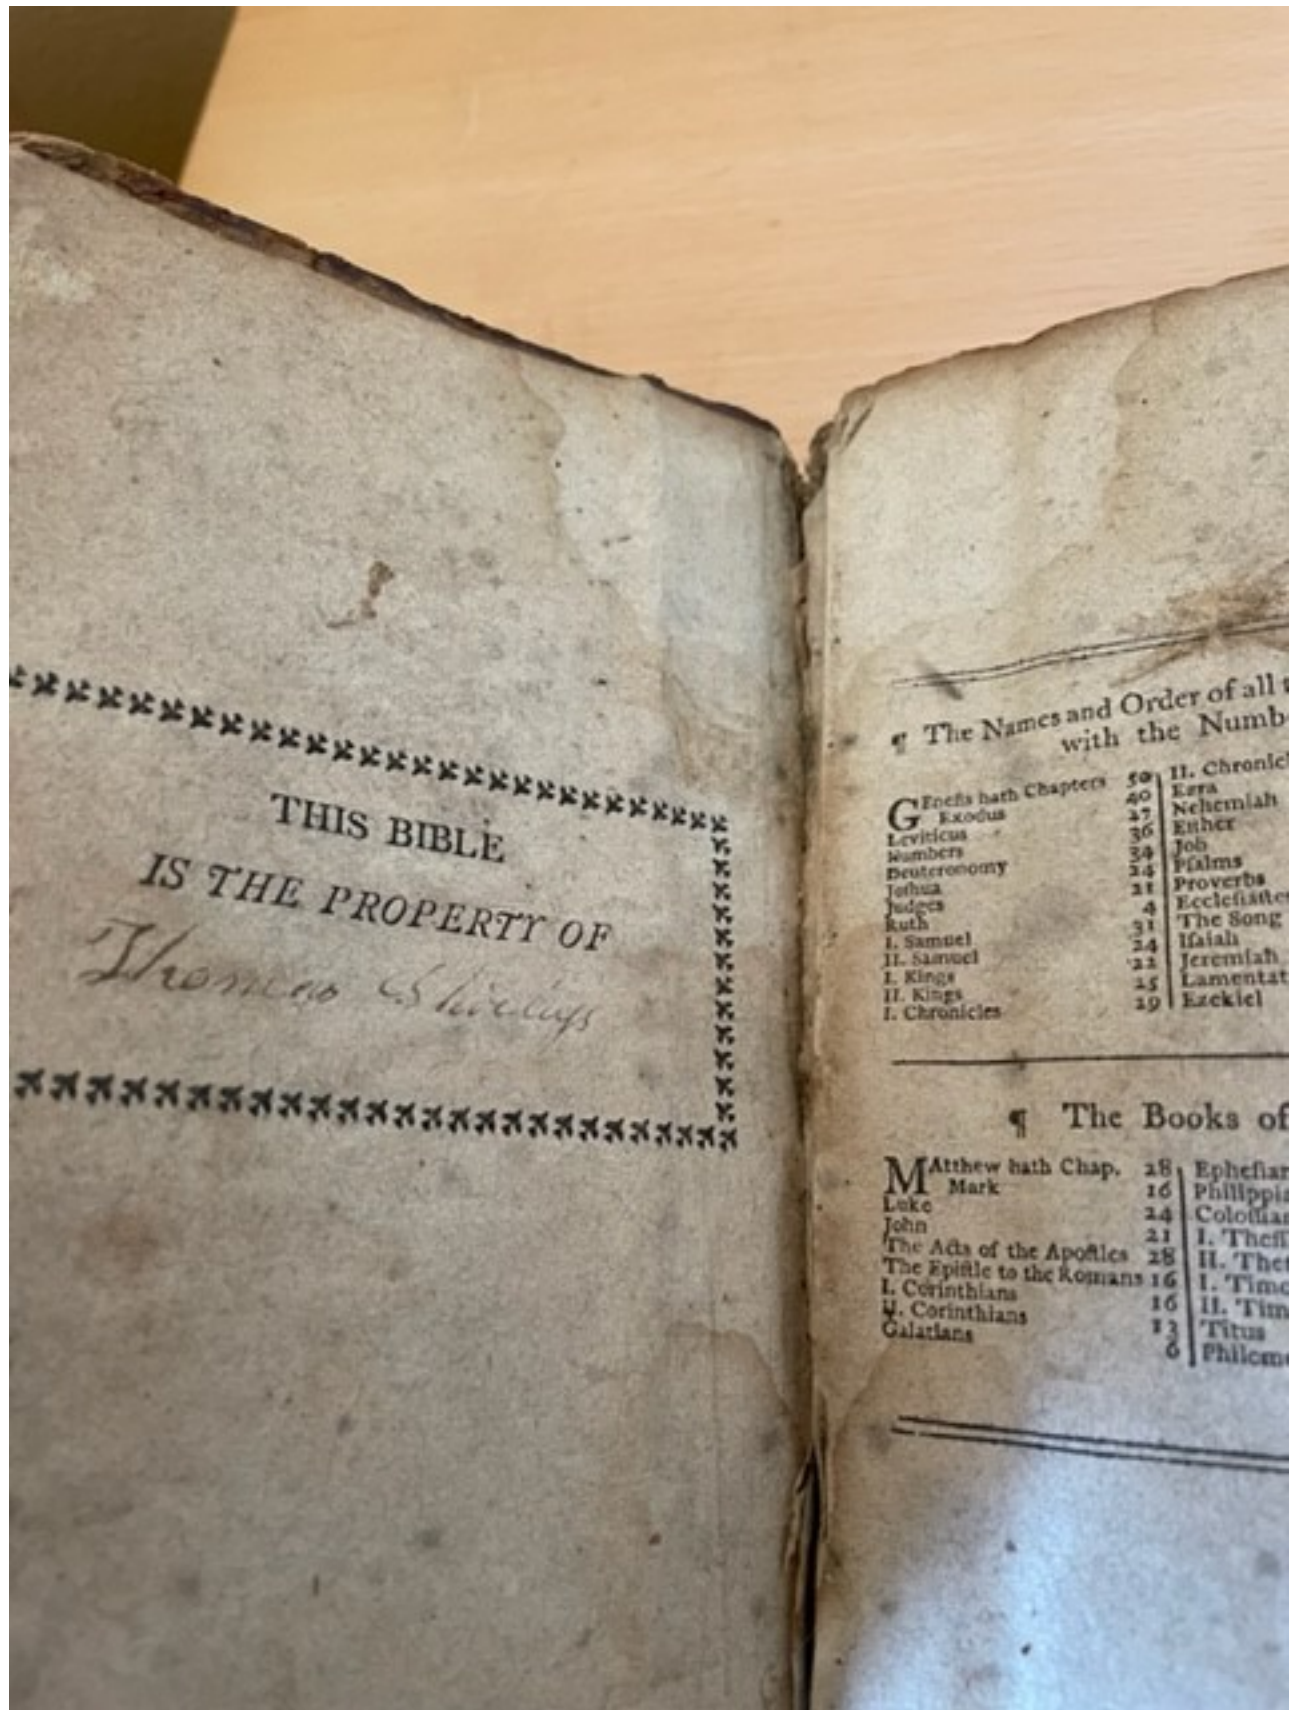 THIS BIBLE
IS THE PROPERTY OF
Thomas
¶ The Names and Order of all
with the Numb
GEneſis hath Chapters 50
Exodus 40
Leviticus 27
Numbers 36
Deuteronomy 34
Joſhua 24
Judges 21
Ruth 4
I. Samuel 31
II. Samuel 24
I. Kings 22
II. Kings 25
I. Chronicles 29
II. Chronicl
Ezra
Nehemiah
Eſther
Job
Pſalms
Proverbs
Eccleſiaſtes
The Song
Iſaiah
Jeremiah
Lamentat
Ezekiel
¶ The Books of
MAtthew hath Chap. 28
Mark 16
Luke 24
John 21
The Acts of the Apoſtles 28
The Epiſtle to the Romans 16
I. Corinthians 16
II. Corinthians 13
Galatians 6
Epheſian
Philippia
Coloſſian
I. Theſſ
II. Theſ
I. Timo
II. Tim
Titus
Philem